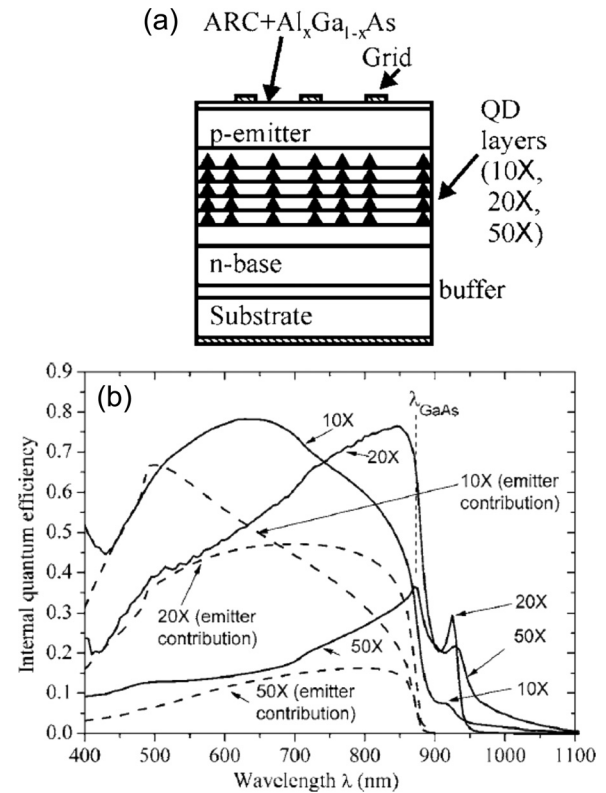 (a)
ARC+AlxGa1-xAs
Grid
p-emitter
QD
layers
(10X,
20X,
50X)
n-base
buffer
Substrate
(b)
Internal quantum efficiency
0.9
0.8
0.7
0.6
0.5
0.4
0.3
0.2
0.1
0.0
λGaAs
10X
20X
10X (emitter
contribution)
20X (emitter
contribution)
50X
50X (emitter
contribution)
20X
50X
10X
400 500 600 700 800 900 1000 1100
Wavelength λ (nm)